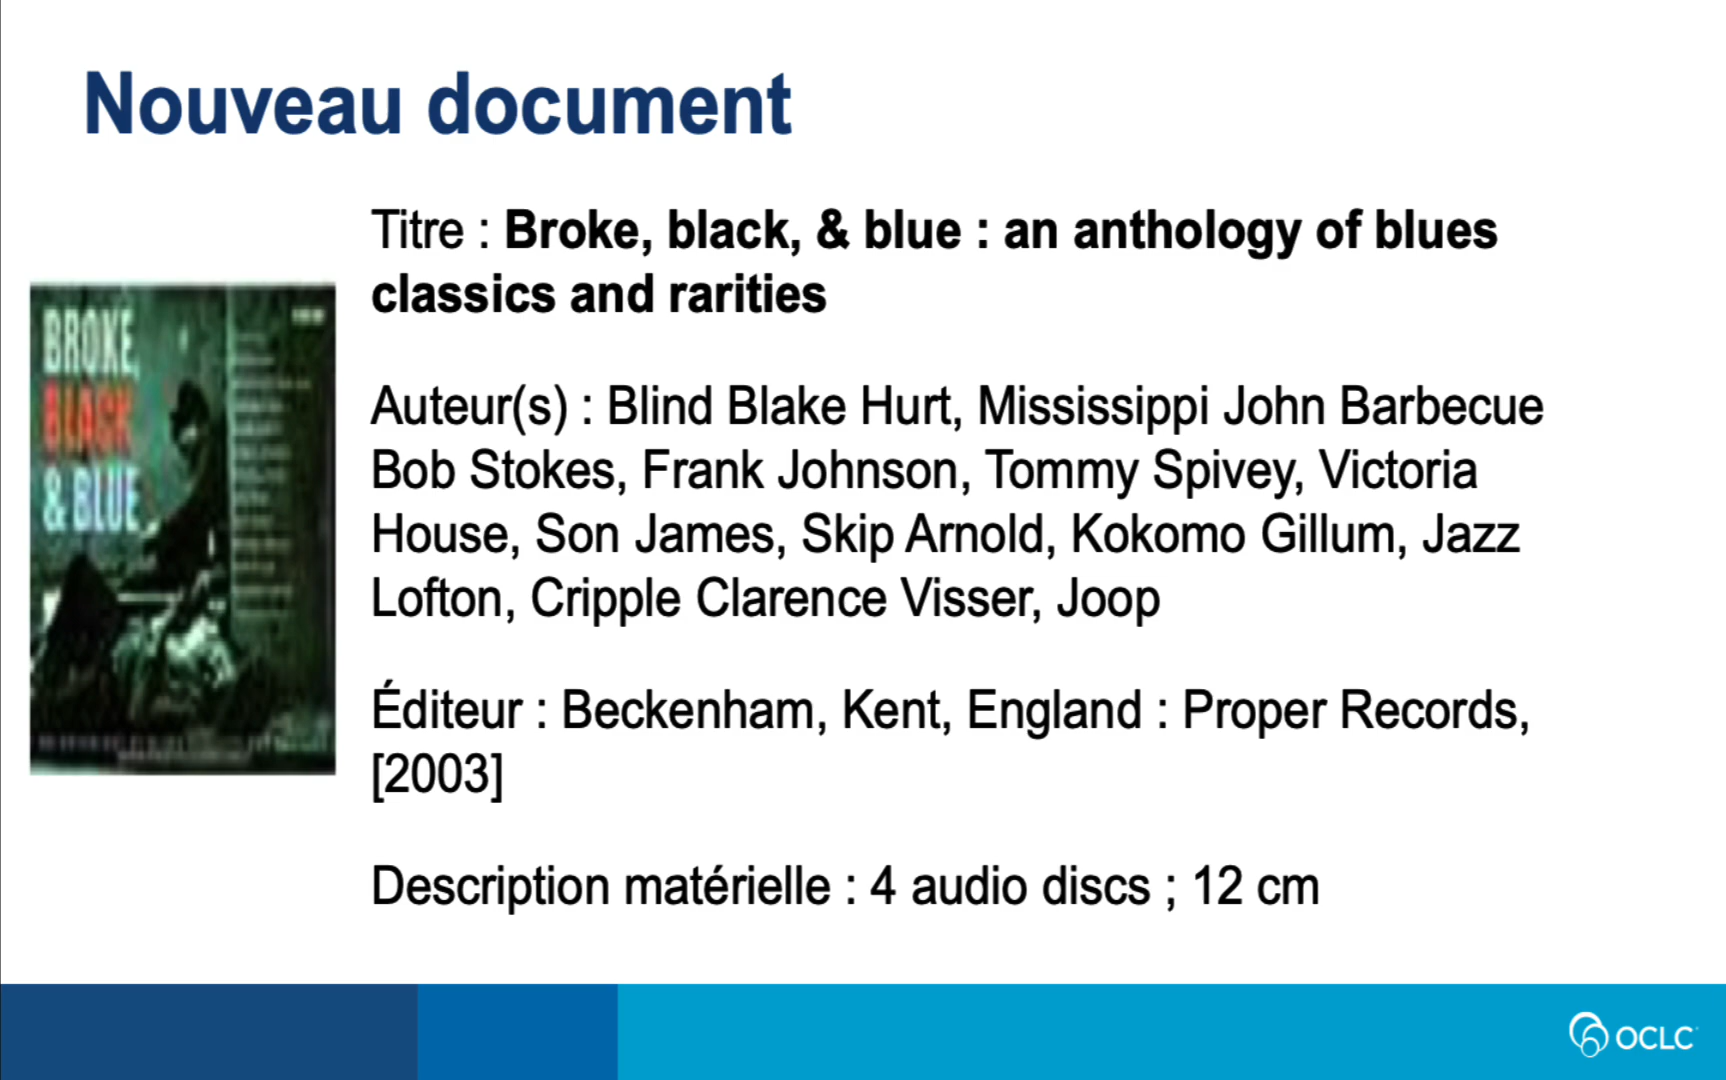 Nouveau document
Titre : Broke, black, & blue : an anthology of blues
classics and rarities
BROKE,
BLACK
& BLUE
Auteur(s) : Blind Blake Hurt, Mississippi John Barbecue
Bob Stokes, Frank Johnson, Tommy Spivey, Victoria
House, Son James, Skip Arnold, Kokomo Gillum, Jazz
Lofton, Cripple Clarence Visser, Joop
Éditeur : Beckenham, Kent, England : Proper Records,
[2003]
Description matérielle : 4 audio discs ; 12 cm
OCLC